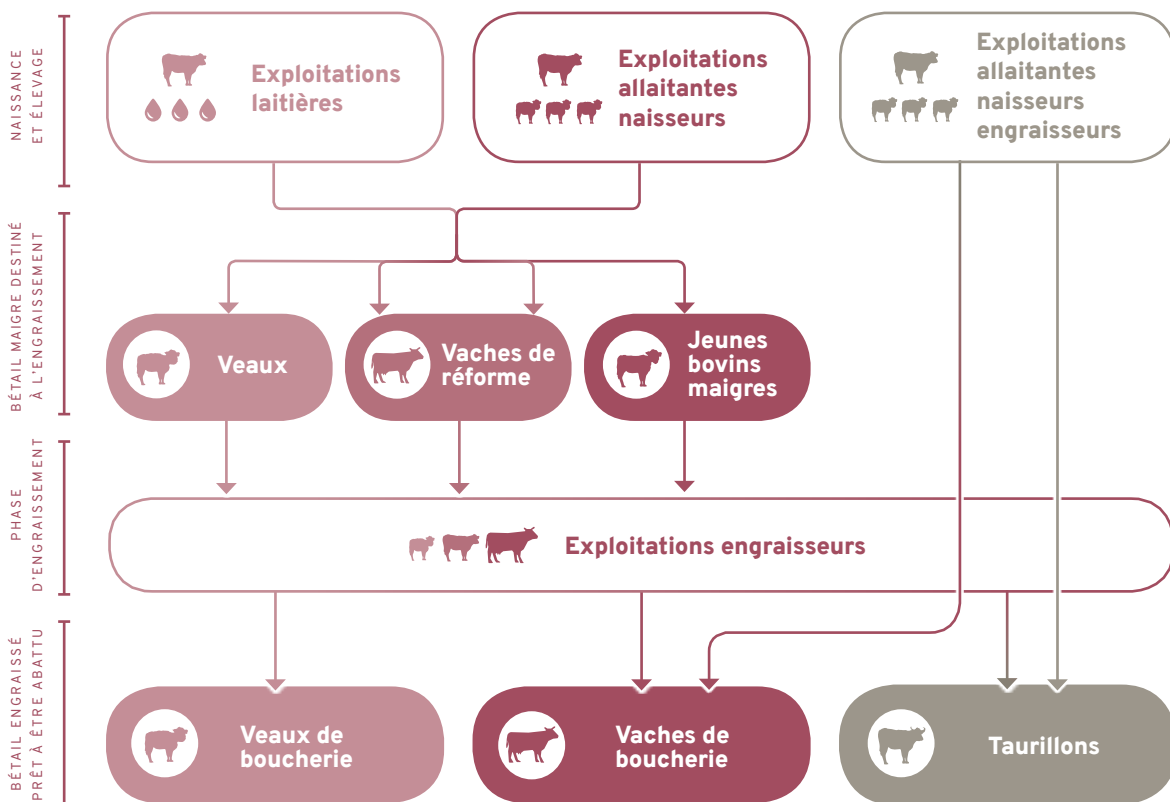 NAISSANCE
ET ÉLEVAGE
Exploitations
laitières
Exploitations
allaitantes
naisseurs
Exploitations
allaitantes
naisseurs
engraisseurs
BÉTAIL MAIGRE DESTINÉ
À L'ENGRAISSEMENT
Veaux
Vaches de
réforme
Jeunes
bovins
maigres
PHASE
D'ENGRAISSEMENT
Exploitations engraisseurs
BÉTAIL ENGRAISSÉ
PRÊT À ÊTRE ABATTU
Veaux de
boucherie
Vaches de
boucherie
Taurillons